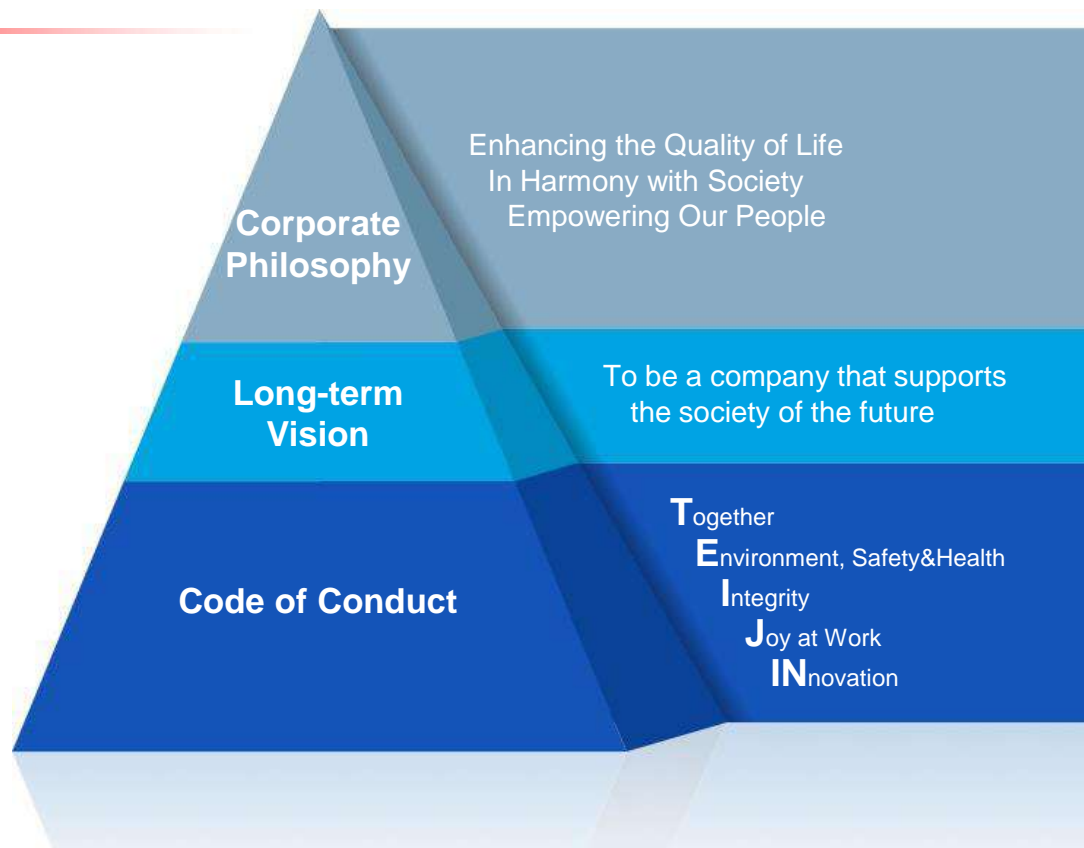 Corporate
Philosophy
Enhancing the Quality of Life
In Harmony with Society
Empowering Our People
Long-term
Vision
To be a company that supports
the society of the future
Code of Conduct
Together
Environment, Safety&Health
Integrity
Joy at Work
INnovation